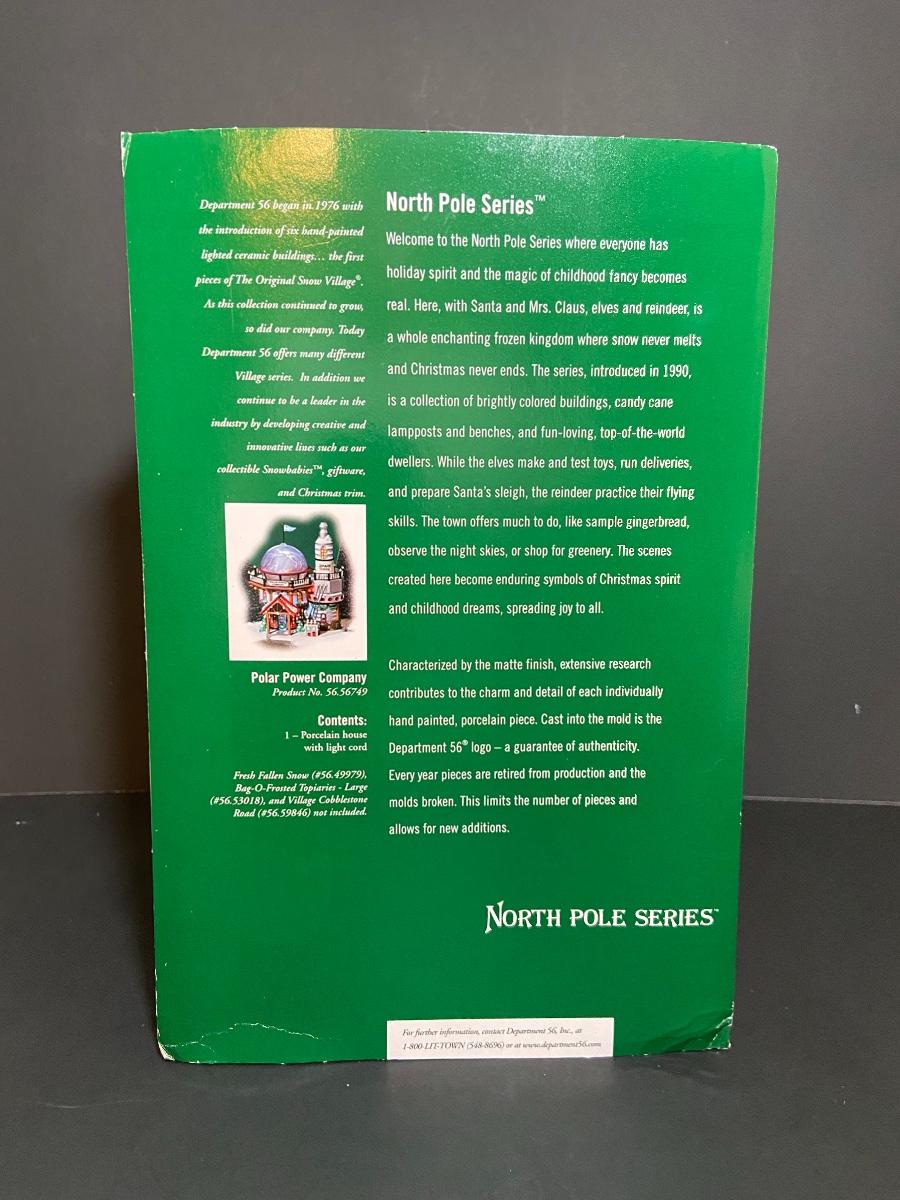 Department 56 began in 1976 with
the introduction of six hand-painted
lighted ceramic buildings... the first
pieces of The Original Snow Village®.
As this collection continued to grow,
so did our company. Today
Department 56 offers many different
Village series. In addition we
continue to be a leader in the
industry by developing creative and
innovative lines such as our
collectible Snowbabies™, giftware,
and Christmas trim.
Polar Power Company
Product No. 56.56749
Contents:
1 – Porcelain house
with light cord
Fresh Fallen Snow (#56.49979),
Bag-O-Frosted Topiaries - Large
(#56.53018), and Village Cobblestone
Road (#56.59846) not included.
North Pole Series™
Welcome to the North Pole Series where everyone has
holiday spirit and the magic of childhood fancy becomes
real. Here, with Santa and Mrs. Claus, elves and reindeer, is
a whole enchanting frozen kingdom where snow never melts
and Christmas never ends. The series, introduced in 1990,
is a collection of brightly colored buildings, candy cane
lampposts and benches, and fun-loving, top-of-the-world
dwellers. While the elves make and test toys, run deliveries,
and prepare Santa's sleigh, the reindeer practice their flying
skills. The town offers much to do, like sample gingerbread,
observe the night skies, or shop for greenery. The scenes
created here become enduring symbols of Christmas spirit
and childhood dreams, spreading joy to all.
Characterized by the matte finish, extensive research
contributes to the charm and detail of each individually
hand painted, porcelain piece. Cast into the mold is the
Department 56® logo – a guarantee of authenticity.
Every year pieces are retired from production and the
molds broken. This limits the number of pieces and
allows for new additions.
NORTH POLE SERIES™
For further information, contact Department 56, Inc., at
1-800-LIT-TOWN (548-8696) or at www.department56.com